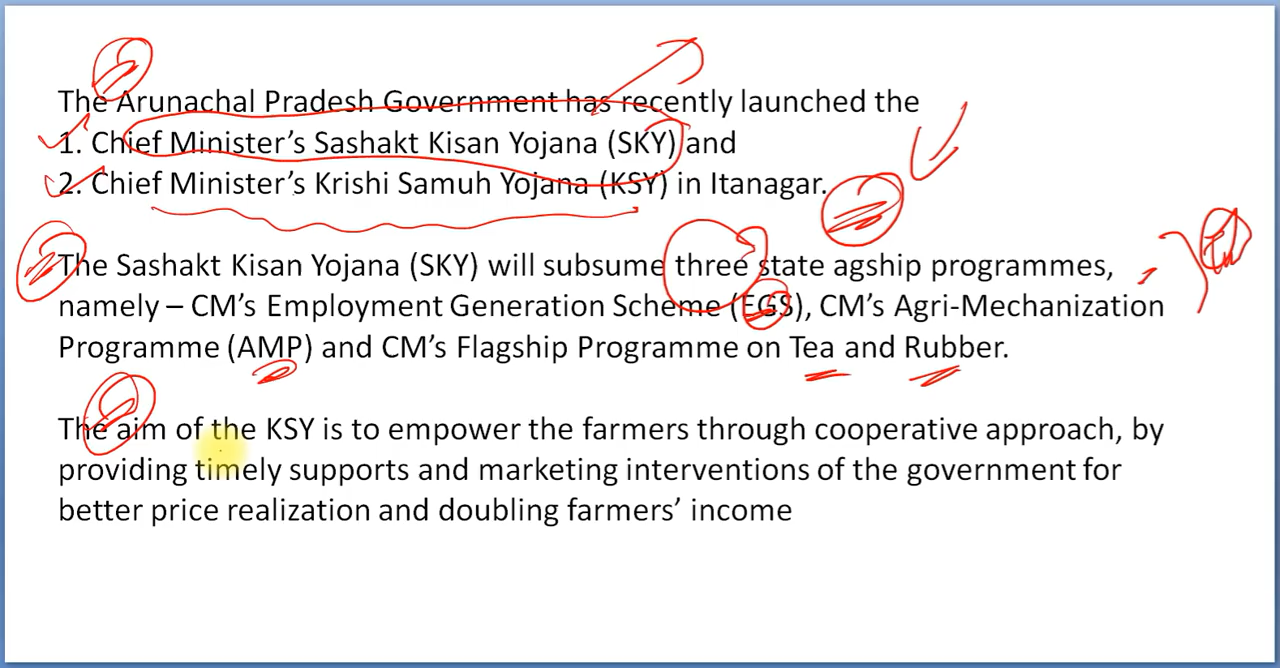 The Arunachal Pradesh Government has recently launched the
1. Chief Minister’s Sashakt Kisan Yojana (SKY) and
2. Chief Minister’s Krishi Samuh Yojana (KSY) in Itanagar.
The Sashakt Kisan Yojana (SKY) will subsume three state agship programmes,
namely – CM’s Employment Generation Scheme (EGS), CM’s Agri-Mechanization
Programme (AMP) and CM’s Flagship Programme on Tea and Rubber.
The aim of the KSY is to empower the farmers through cooperative approach, by
providing timely supports and marketing interventions of the government for
better price realization and doubling farmers’ income